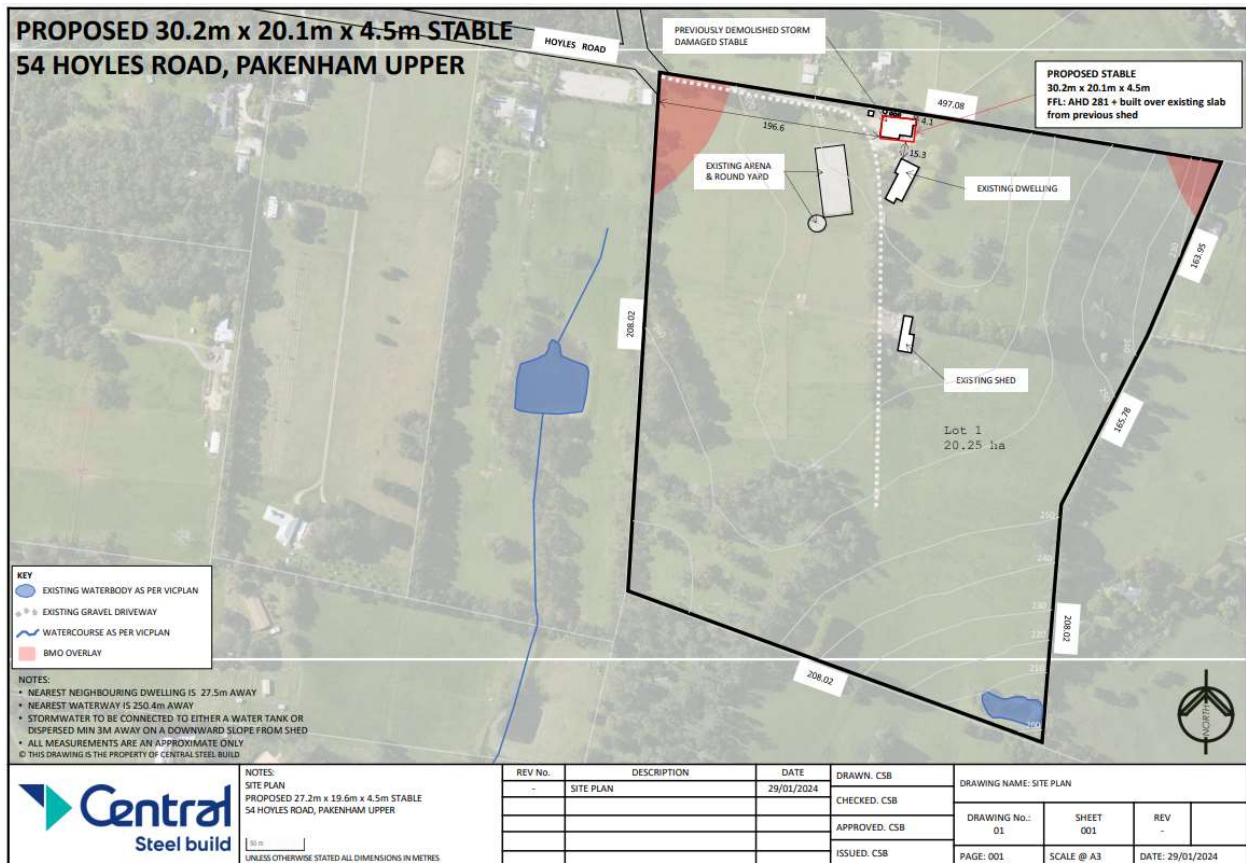 PROPOSED 30.2m x 20.1m x 4.5m STABLE
54 HOYLES ROAD, PAKENHAM UPPER
HOYLES ROAD
PREVIOUSLY DEMOLISHED STORM
DAMAGED STABLE
PROPOSED STABLE
30.2m x 20.1m x 4.5m
FFL: AHD 281 + built over existing slab
from previous shed
497.08
4.1
196.6
15.3
EXISTING ARENA
& ROUND YARD
EXISTING DWELLING
163.95
208.02
EXISTING SHED
165.78
Lot 1
20.25 ha
250
240
230
220
210
200
208.02
208.02
KEY
EXISTING WATERBODY AS PER VICPLAN
EXISTING GRAVEL DRIVEWAY
WATERCOURSE AS PER VICPLAN
BMO OVERLAY
NOTES:
• NEAREST NEIGHBOURING DWELLING IS 27.5m AWAY
• NEAREST WATERWAY IS 250.4m AWAY
• STORMWATER TO BE CONNECTED TO EITHER A WATER TANK OR
DISPERSED MIN 3M AWAY ON A DOWNWARD SLOPE FROM SHED
• ALL MEASUREMENTS ARE AN APPROXIMATE ONLY
© THIS DRAWING IS THE PROPERTY OF CENTRAL STEEL BUILD
NORTH
Central
Steel build
NOTES:
SITE PLAN
PROPOSED 27.2m x 19.6m x 4.5m STABLE
54 HOYLES ROAD, PAKENHAM UPPER
50 m
UNLESS OTHERWISE STATED ALL DIMENSIONS IN METRES
REV No. DESCRIPTION DATE
- SITE PLAN 29/01/2024
DRAWN. CSB
CHECKED. CSB
APPROVED. CSB
ISSUED. CSB
DRAWING NAME: SITE PLAN
DRAWING No.: SHEET REV
01 001 -
PAGE: 001 SCALE @ A3 DATE: 29/01/2024